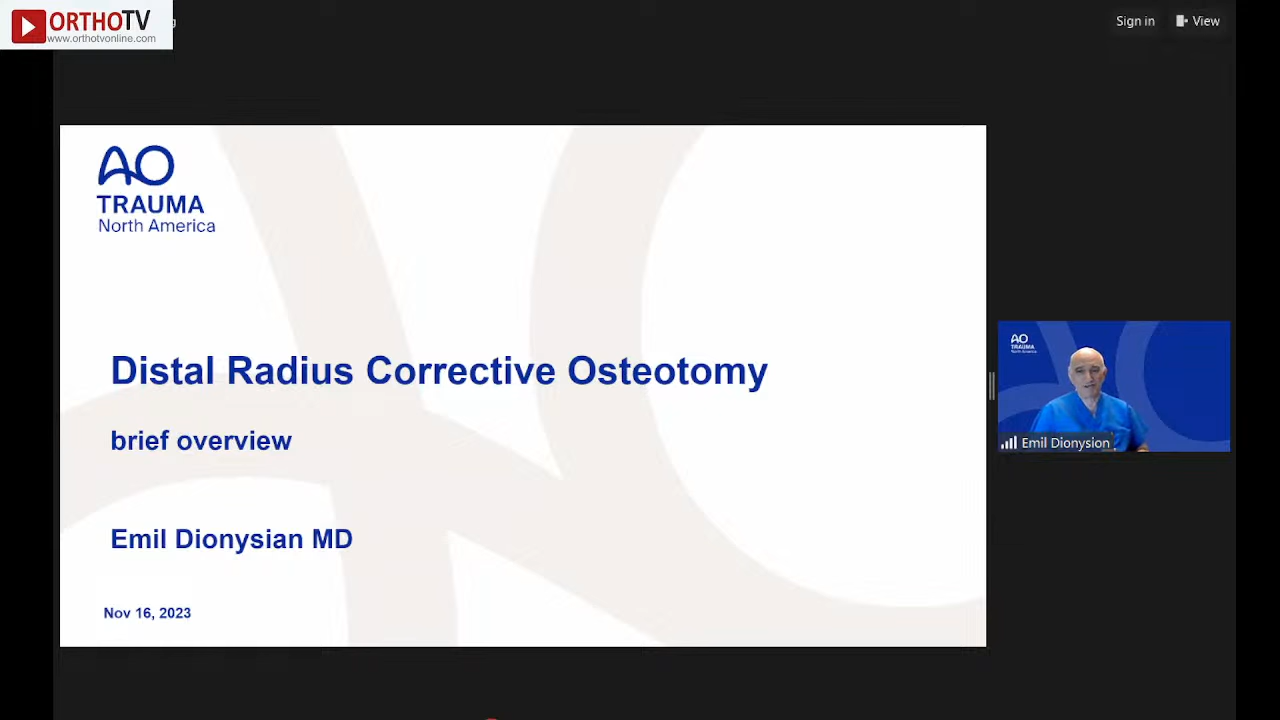 ORTHOTV
www.orthotvonline.com
Sign in
View
AO
TRAUMA
North America
Distal Radius Corrective Osteotomy
brief overview
Emil Dionysian MD
Nov 16, 2023
AO
TRAUMA
North America
Emil Dionysion